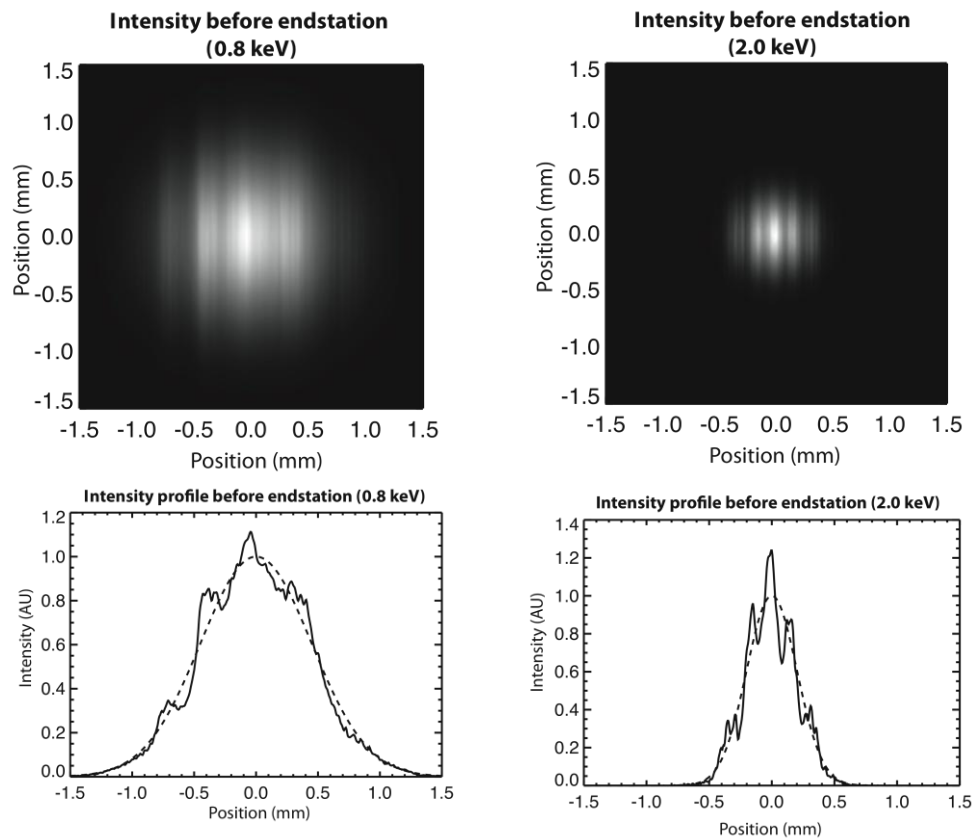 Intensity before endstation
(0.8 keV)
1.5
1.0
0.5
0.0
-0.5
-1.0
-1.5
Position (mm)
-1.5 -1.0 -0.5 0.0 0.5 1.0 1.5
Position (mm)
Intensity before endstation
(2.0 keV)
1.5
1.0
0.5
0.0
-0.5
-1.0
-1.5
Position (mm)
-1.5 -1.0 -0.5 0.0 0.5 1.0 1.5
Position (mm)
Intensity profile before endstation (0.8 keV)
1.2
1.0
0.8
0.6
0.4
0.2
0.0
Intensity (AU)
-1.5 -1.0 -0.5 0.0 0.5 1.0 1.5
Position (mm)
Intensity profile before endstation (2.0 keV)
1.4
1.2
1.0
0.8
0.6
0.4
0.2
0.0
Intensity (AU)
-1.5 -1.0 -0.5 0.0 0.5 1.0 1.5
Position (mm)